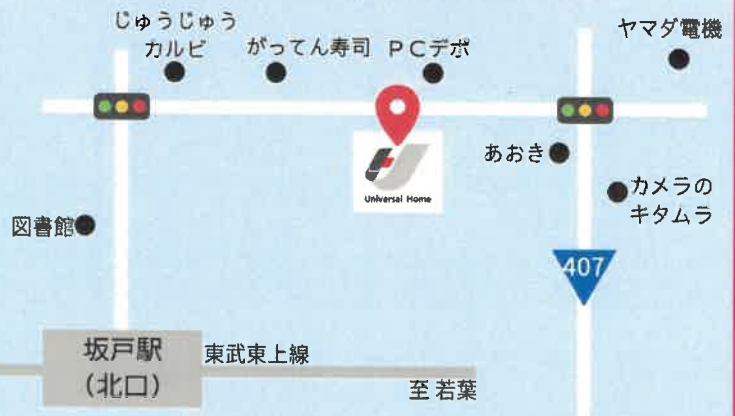 じゅうじゅう
カルビ
がってん寿司
PCデポ
ヤマダ電機
Universal Home
あおき
カメラの
キタムラ
図書館
407
坂戸駅
(北口)
東武東上線
至 若葉